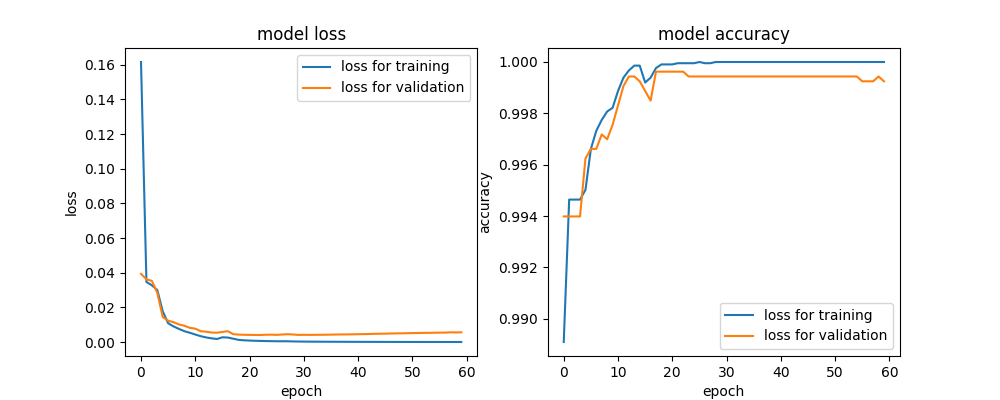 model loss
loss for training
loss for validation
0.16
0.14
0.12
0.10
0.08
0.06
0.04
0.02
0.00
loss
0 10 20 30 40 50 60
epoch
model accuracy
1.000
0.998
0.996
0.994
0.992
0.990
accuracy
loss for training
loss for validation
0 10 20 30 40 50 60
epoch